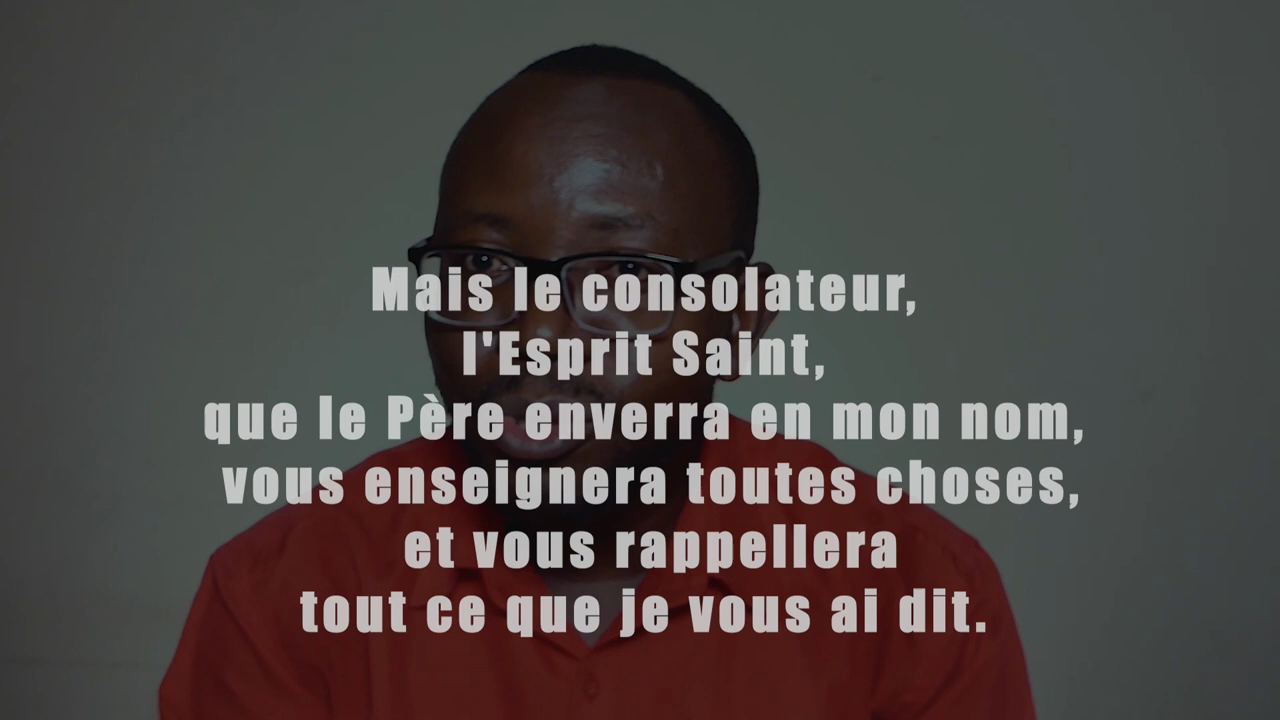 Mais le consolateur,
l'Esprit Saint,
que le Père enverra en mon nom,
vous enseignera toutes choses,
et vous rappellera
tout ce que je vous ai dit.